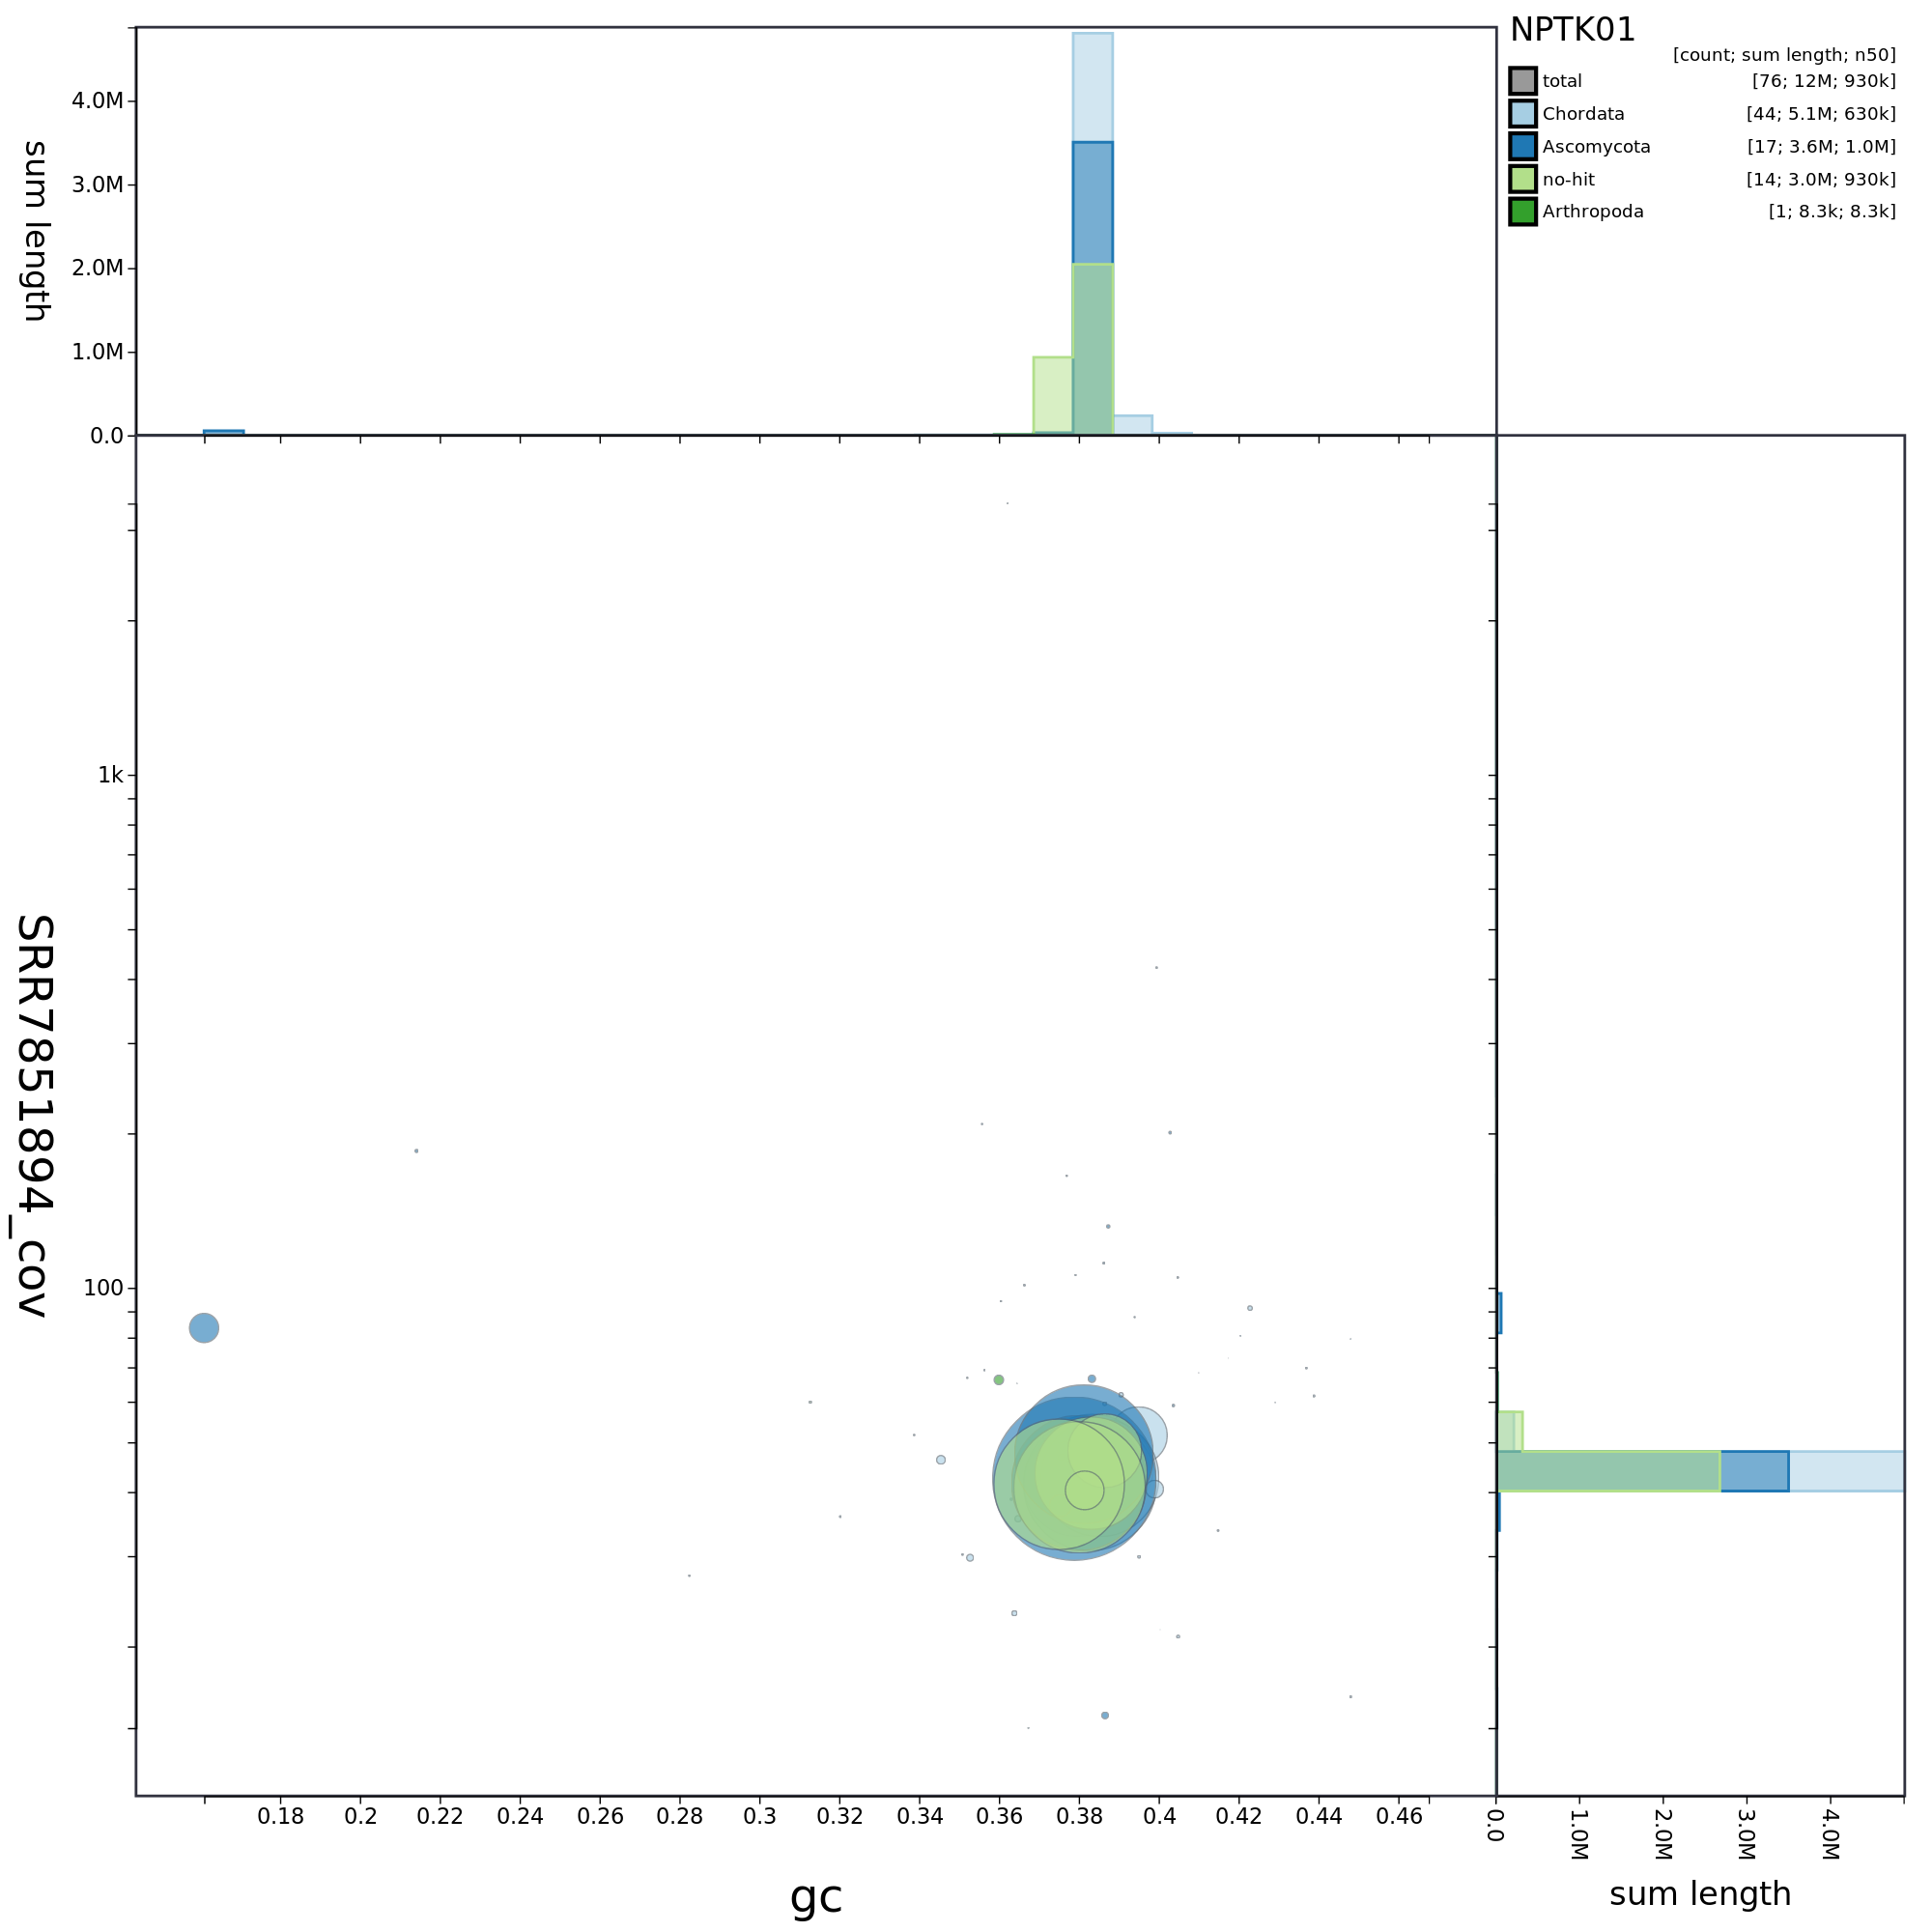 NPTK01
[count; sum length; n50]
total [76; 12M; 930k]
Chordata [44; 5.1M; 630k]
Ascomycota [17; 3.6M; 1.0M]
no-hit [14; 3.0M; 930k]
Arthropoda [1; 8.3k; 8.3k]
sum length
4.0M
3.0M
2.0M
1.0M
0.0
SRR7851894_cov
1k
100
0.18 0.2 0.22 0.24 0.26 0.28 0.3 0.32 0.34 0.36 0.38 0.4 0.42 0.44 0.46
gc
0.0 1.0M 2.0M 3.0M 4.0M
sum length